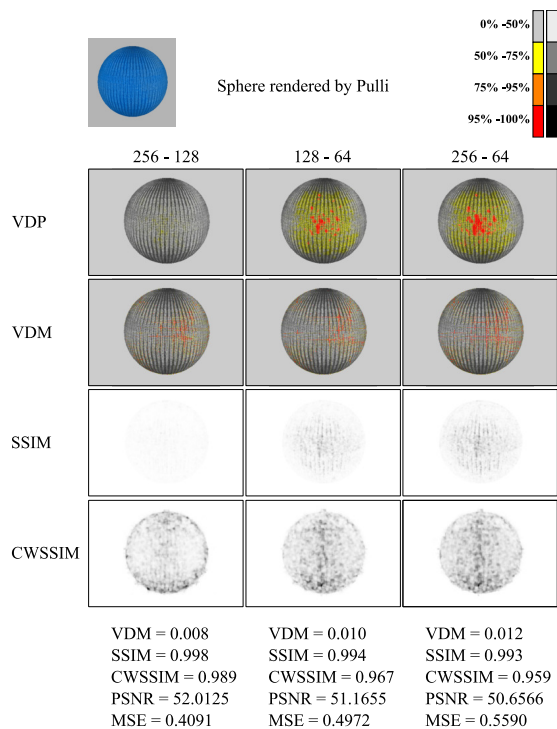 0% -50%
50% -75%
75% -95%
95% -100%
Sphere rendered by Pulli
256 - 128
128 - 64
256 - 64
VDP
VDM
SSIM
CWSSIM
VDM = 0.008
SSIM = 0.998
CWSSIM = 0.989
PSNR = 52.0125
MSE = 0.4091
VDM = 0.010
SSIM = 0.994
CWSSIM = 0.967
PSNR = 51.1655
MSE = 0.4972
VDM = 0.012
SSIM = 0.993
CWSSIM = 0.959
PSNR = 50.6566
MSE = 0.5590